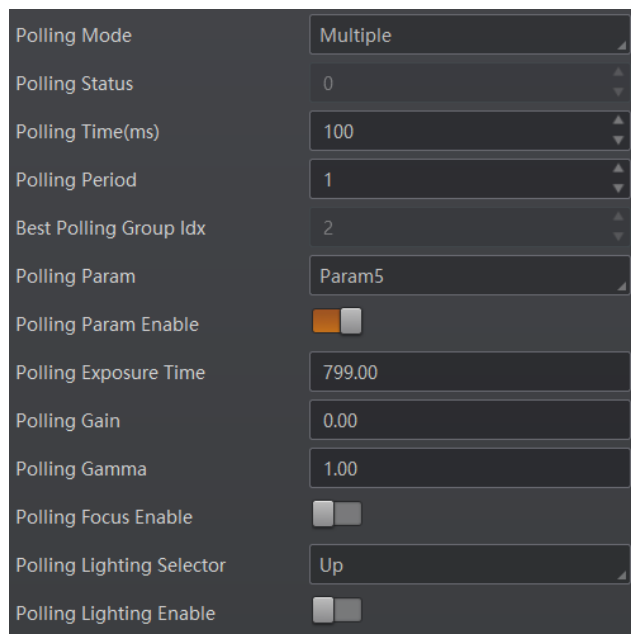 Polling Mode Multiple
Polling Status 0
Polling Time(ms) 100
Polling Period 1
Best Polling Group Idx 2
Polling Param Param5
Polling Param Enable
Polling Exposure Time 799.00
Polling Gain 0.00
Polling Gamma 1.00
Polling Focus Enable
Polling Lighting Selector Up
Polling Lighting Enable